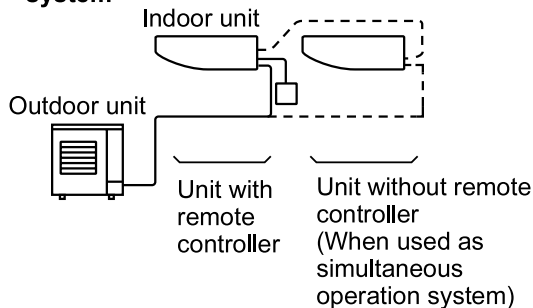 system
Indoor unit
Outdoor unit
Unit with
remote
controller
Unit without remote
controller
(When used as
simultaneous
operation system)